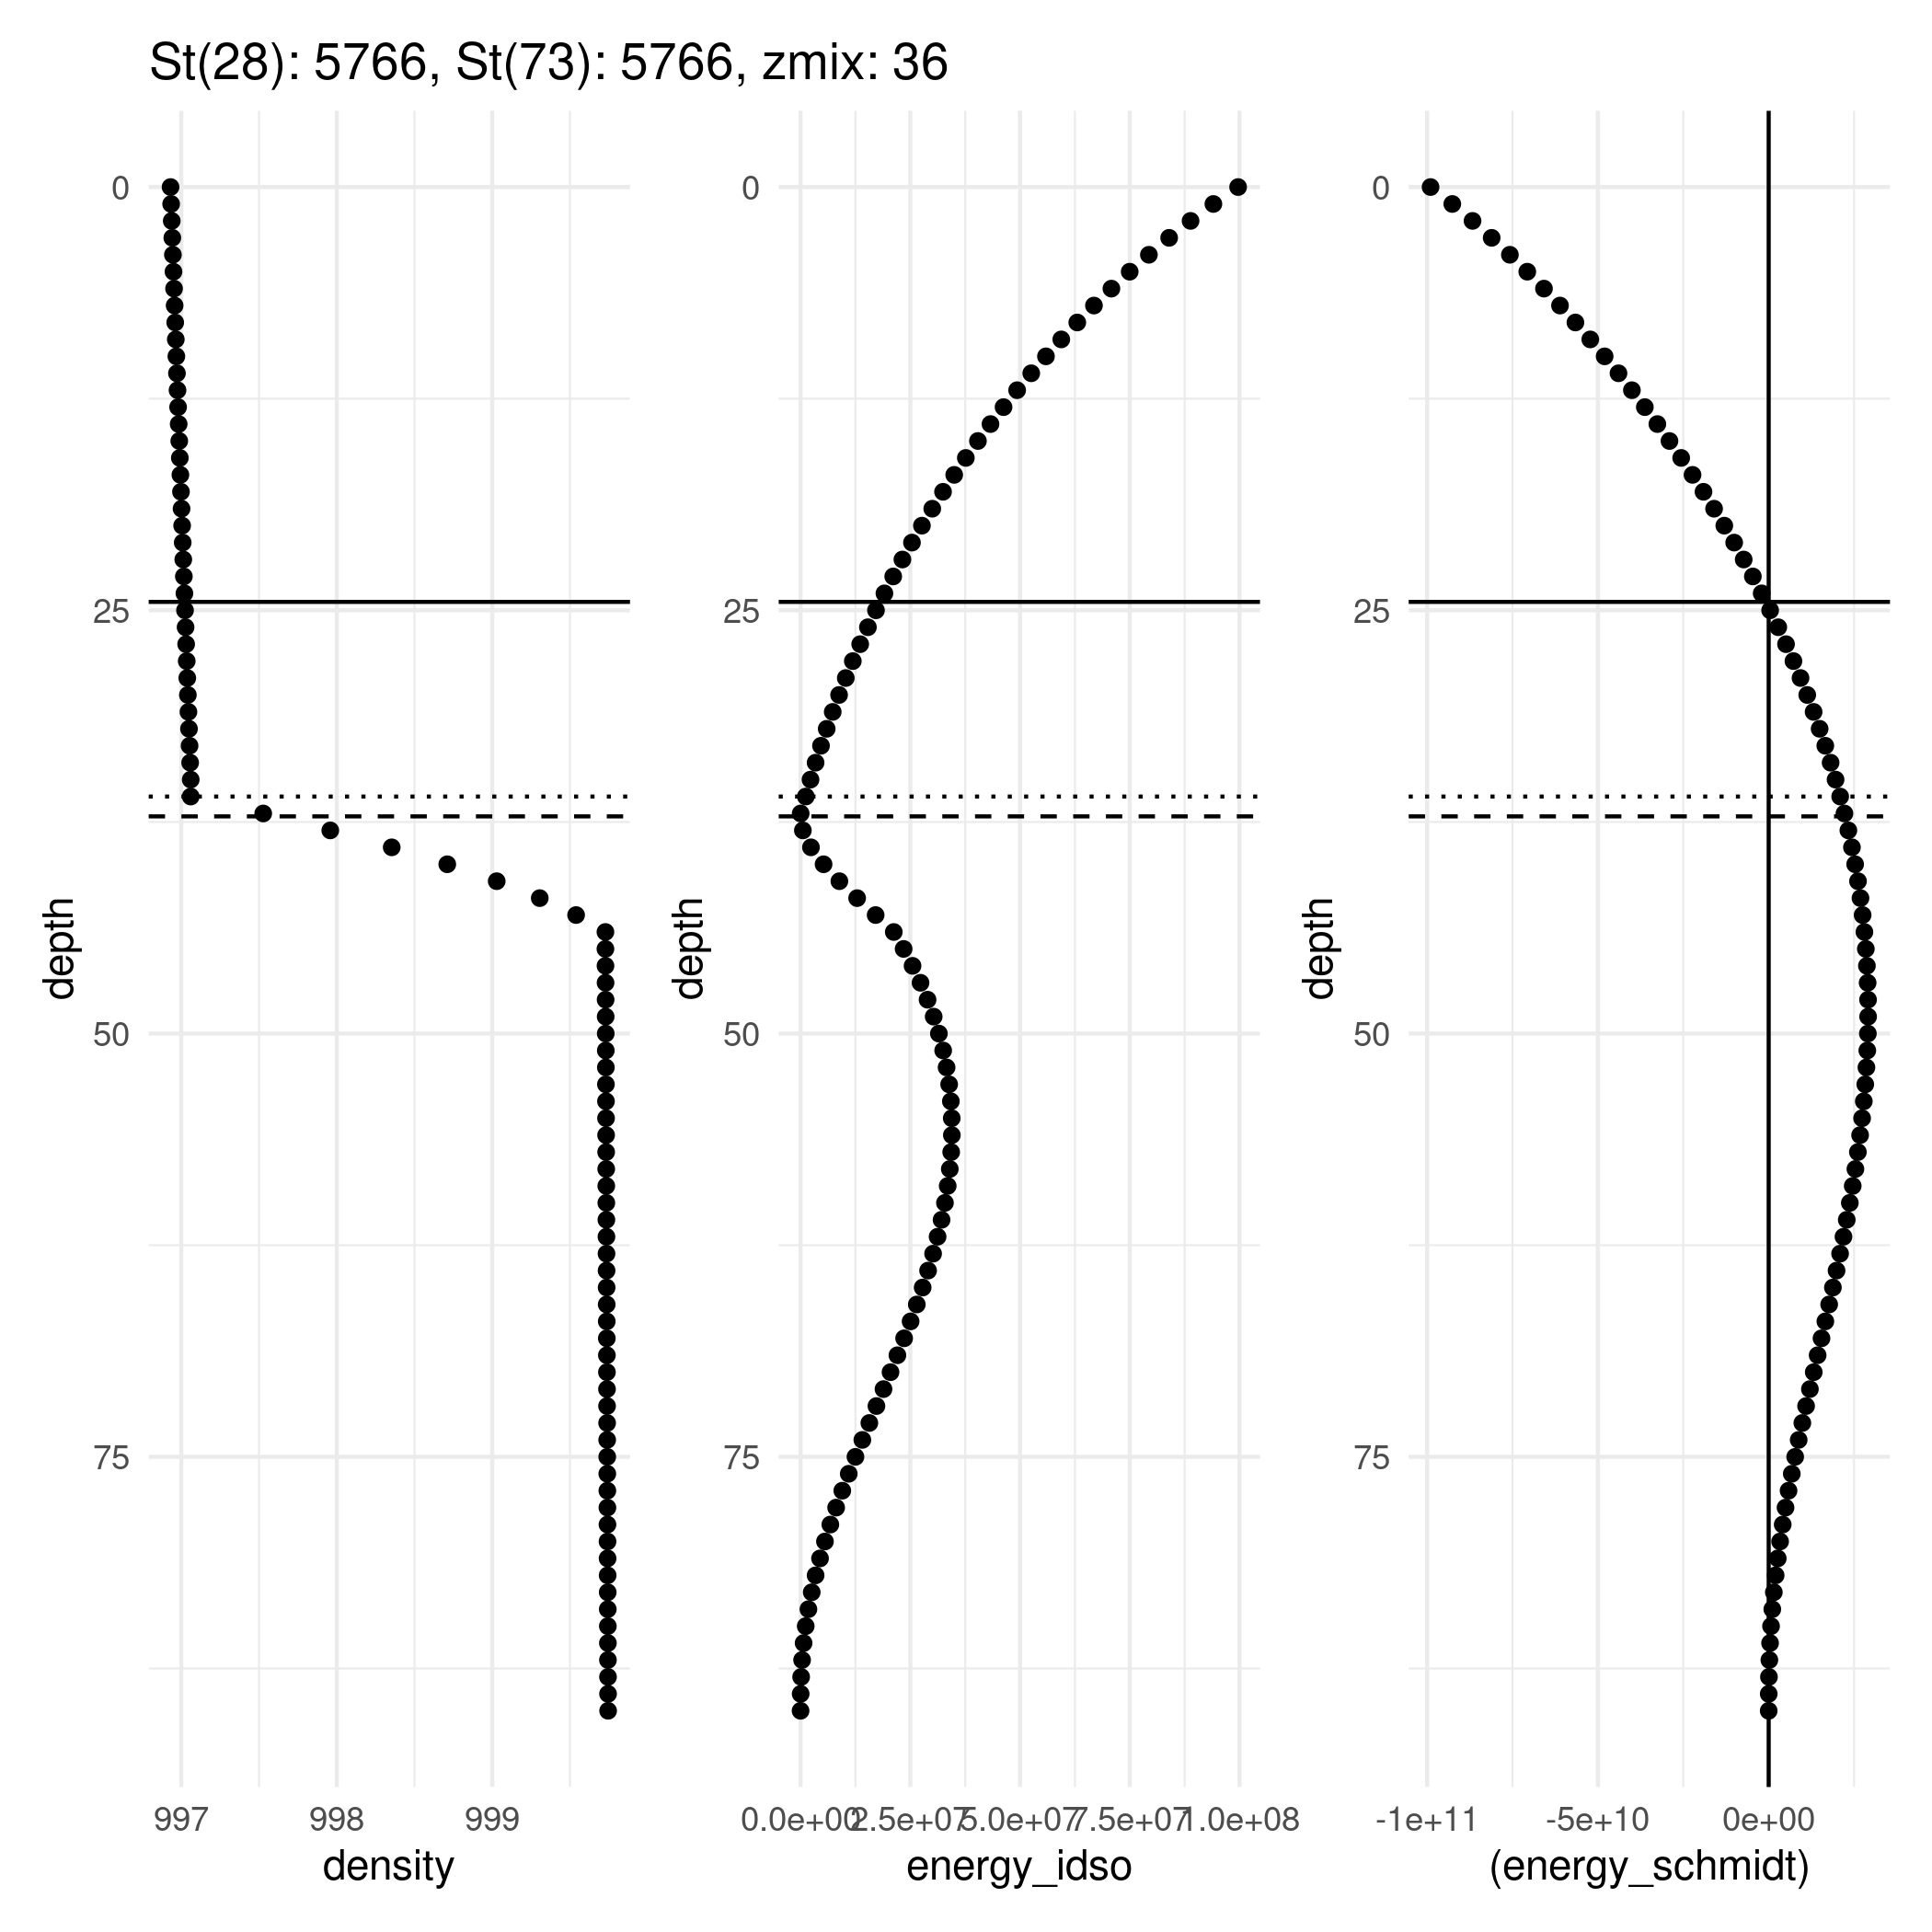 St(28): 5766, St(73): 5766, zmix: 36
0
25
50
75
depth
997
998
999
density
0
25
50
75
depth
0.0e+00
2.5e+07
5.0e+07
7.5e+07
1.0e+08
energy_idso
0
25
50
75
depth
-1e+11
-5e+10
0e+00
(energy_schmidt)